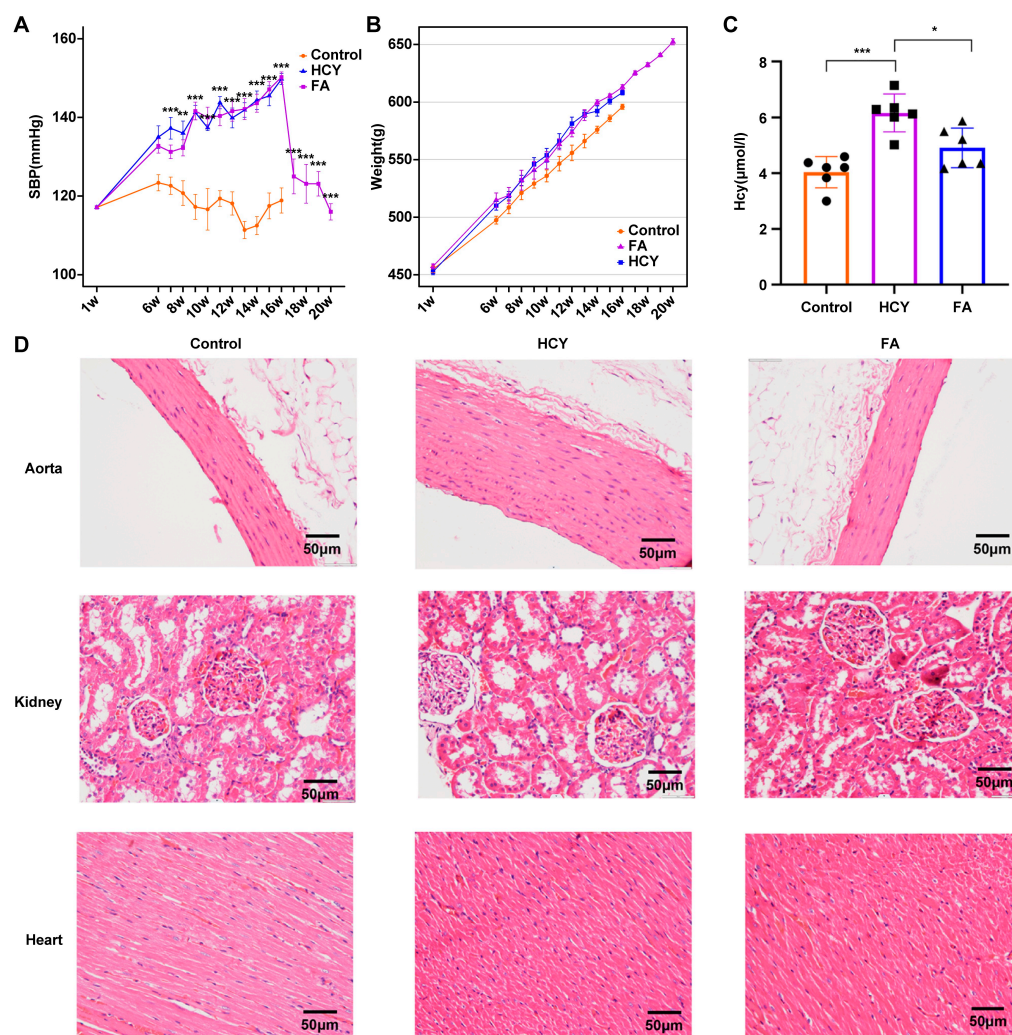 A
SBP(mmHg)
160
140
120
100
1w
6w
8w
10w
12w
14w
16w
18w
20w
Control
HCY
FA
***
***
**
***
***
***
***
***
***
***
***
***
***
***
***
B
Weight(g)
650
600
550
500
450
1w
6w
8w
10w
12w
14w
16w
18w
20w
Control
FA
HCY
C
Hcy(μmol/l)
8
6
4
2
0
***
*
Control
HCY
FA
D
Control
HCY
FA
Aorta
50μm
50μm
50μm
Kidney
50μm
50μm
50μm
Heart
50μm
50μm
50μm